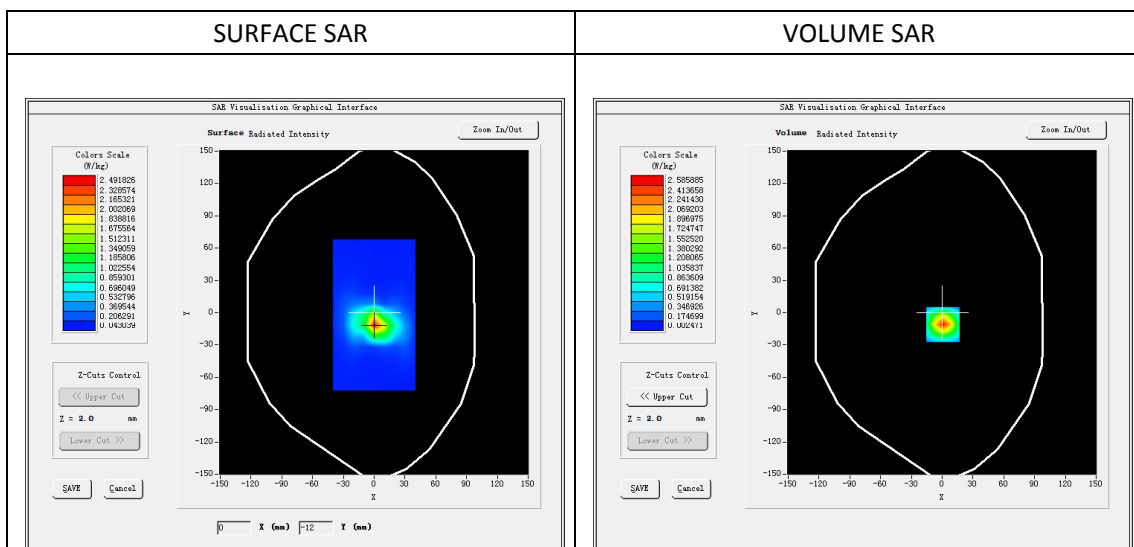 SURFACE SAR
VOLUME SAR
SAR Visualisation Graphical Interface
Surface Radiated Intensity
Zoom In/Out
Colors Scale
(W/kg)
2.491826
2.328574
2.165321
2.002069
1.838816
1.675564
1.512311
1.349059
1.185806
1.022554
0.859301
0.696049
0.532796
0.369544
0.206291
0.043039
Z-Cuts Control
<< Upper Cut
Z = 2.0 mm
Lower Cut >>
SAVE
Cancel
150
120
90
60
30
0
-30
-60
-90
-120
-150
Y
-150 -120 -90 -60 -30 0 30 60 90 120 150
X
0 X (mm) -12 Y (mm)
SAR Visualisation Graphical Interface
Volume Radiated Intensity
Zoom In/Out
Colors Scale
(W/kg)
2.585885
2.413658
2.241430
2.069203
1.896975
1.724747
1.552520
1.380292
1.208065
1.035837
0.863609
0.691382
0.519154
0.346926
0.174699
0.002471
Z-Cuts Control
<< Upper Cut
Z = 2.0 mm
Lower Cut >>
SAVE
Cancel
150
120
90
60
30
0
-30
-60
-90
-120
-150
Y
-150 -120 -90 -60 -30 0 30 60 90 120 150
X